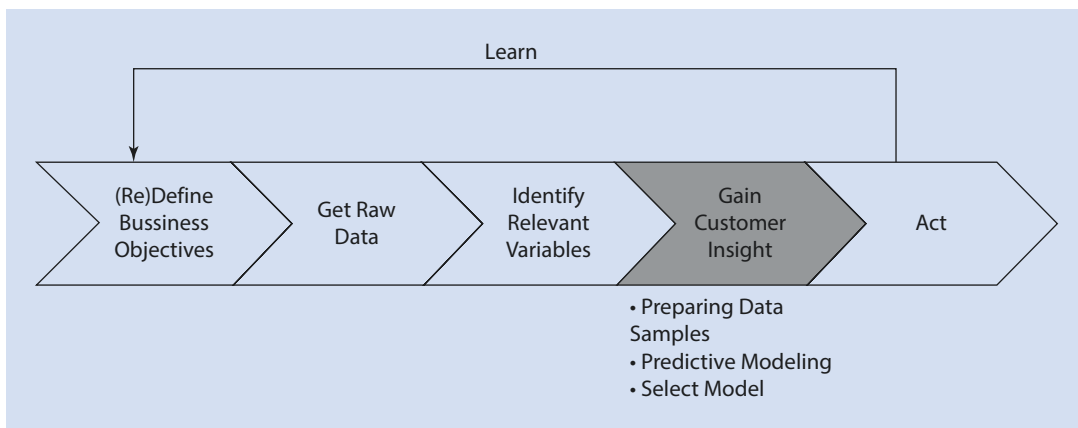 Learn
(Re)Define
Bussiness
Objectives
Get Raw
Data
Identify
Relevant
Variables
Gain
Customer
Insight
Act
• Preparing Data
Samples
• Predictive Modeling
• Select Model